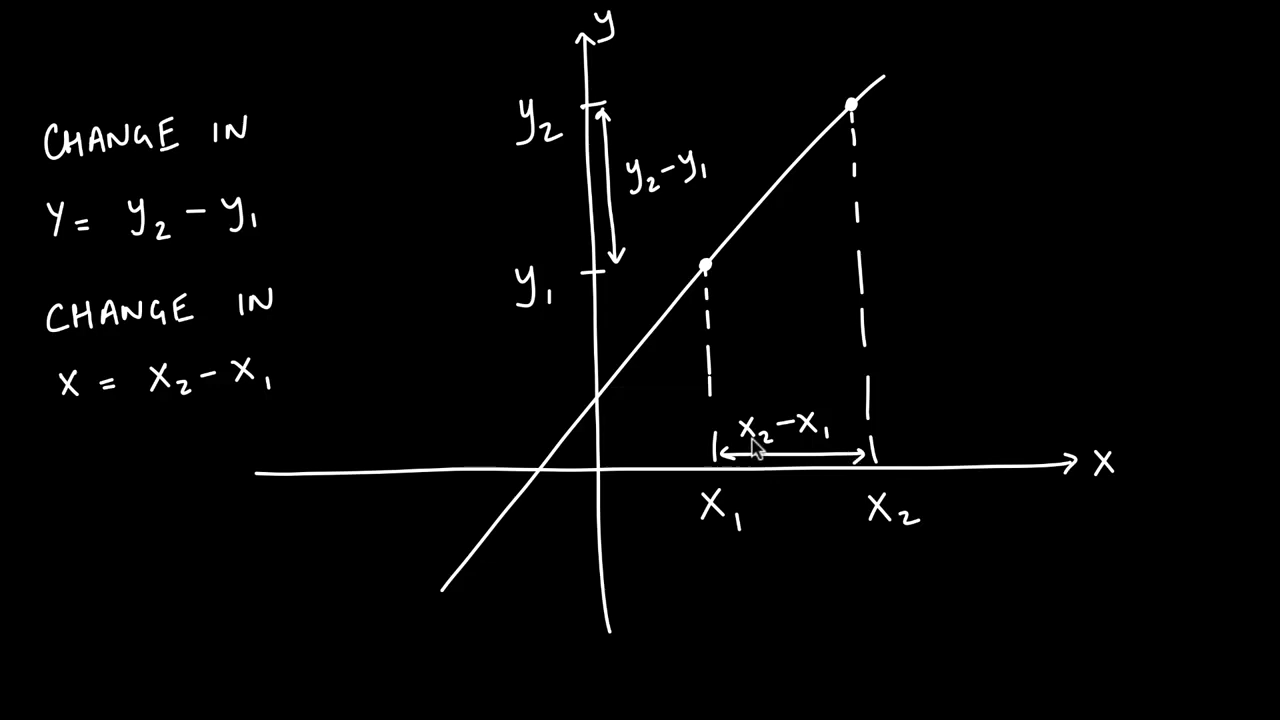 y
CHANGE IN
y₂
y₂-y₁
Y= y₂ - y₁
y₁
CHANGE IN
X = X₂ - X₁
X₂-X₁
X
X₁
X₂